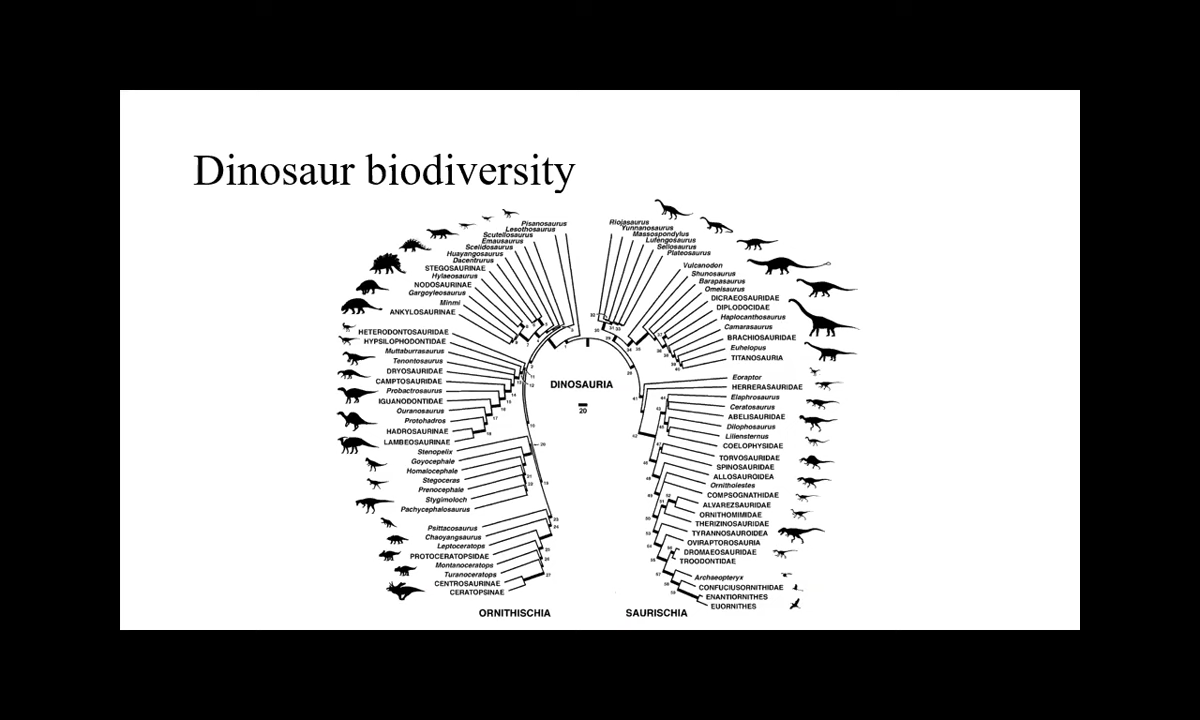 Dinosaur biodiversity
Pisanosaurus
Lesothosaurus
Scutellosaurus
Emausaurus
Scelidosaurus
Huayangosaurus
Dacentrurus
STEGOSAURINAE
Hylaeosaurus
NODOSAURINAE
Gargoyleosaurus
Minmi
ANKYLOSAURINAE
HETERODONTOSAURIDAE
HYPSILOPHODONTIDAE
Muttaburrasaurus
Tenontosaurus
DRYOSAURIDAE
CAMPTOSAURIDAE
Probactrosaurus
IGUANODONTIDAE
Ouranosaurus
Protohadros
HADROSAURINAE
LAMBEOSAURINAE
Stenopelix
Goyocephale
Homalocephale
Stegoceras
Prenocephale
Stygimoloch
Pachycephalosaurus
Psittacosaurus
Chaoyangsaurus
Leptoceratops
PROTOCERATOPSIDAE
Montanoceratops
Turanoceratops
CENTROSAURINAE
CERATOPSINAE
ORNITHISCHIA
DINOSAURIA
20
Riojasaurus
Yunnanosaurus
Massospondylus
Lufengosaurus
Sellosaurus
Plateosaurus
Vulcanodon
Shunosaurus
Barapasaurus
Omeisaurus
DICRAEOSAURIDAE
DIPLODOCIDAE
Haplocanthosaurus
Camarasaurus
BRACHIOSAURIDAE
Euhelopus
TITANOSAURIA
Eoraptor
HERRERASAURIDAE
Elaphrosaurus
Ceratosaurus
ABELISAURIDAE
Dilophosaurus
Liliensternus
COELOPHYSIDAE
TORVOSAURIDAE
SPINOSAURIDAE
ALLOSAUROIDEA
Ornitholestes
COMPSOGNATHIDAE
ALVAREZSAURIDAE
ORNITHOMIMIDAE
THERIZINOSAURIDAE
TYRANNOSAUROIDEA
OVIRAPTOROSAURIA
DROMAEOSAURIDAE
TROODONTIDAE
Archaeopteryx
CONFUCIUSORNITHIDAE
ENANTIORNITHES
EUORNITHES
SAURISCHIA